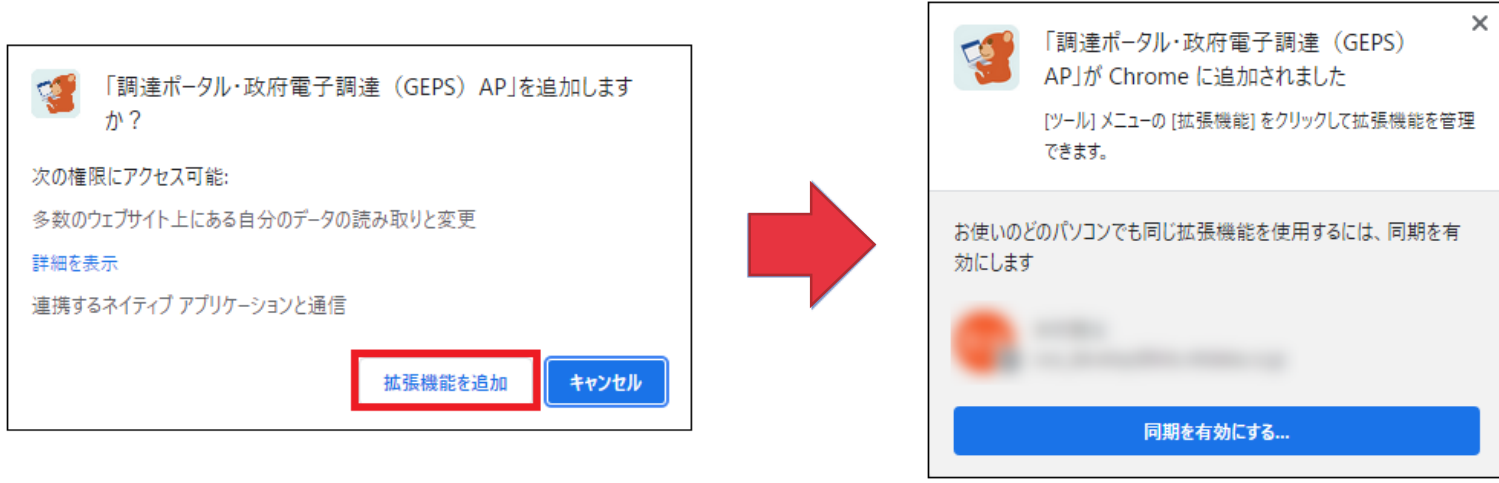 「調達ポータル・政府電子調達（GEPS）AP」を追加します
か？
次の権限にアクセス可能:
多数のウェブサイト上にある自分のデータの読み取りと変更
詳細を表示
連携するネイティブ アプリケーションと通信
拡張機能を追加
キャンセル
「調達ポータル・政府電子調達（GEPS）
AP」が Chrome に追加されました
[ツール] メニューの [拡張機能] をクリックして拡張機能を管理
できます。
お使いのどのパソコンでも同じ拡張機能を使用するには、同期を有
効にします
同期を有効にする...